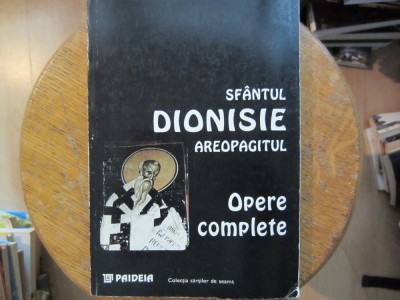 SFÂNTUL
DIONISIE
AREOPAGITUL
Opere
complete
PAIDEIA
Colecția cărților de seamă